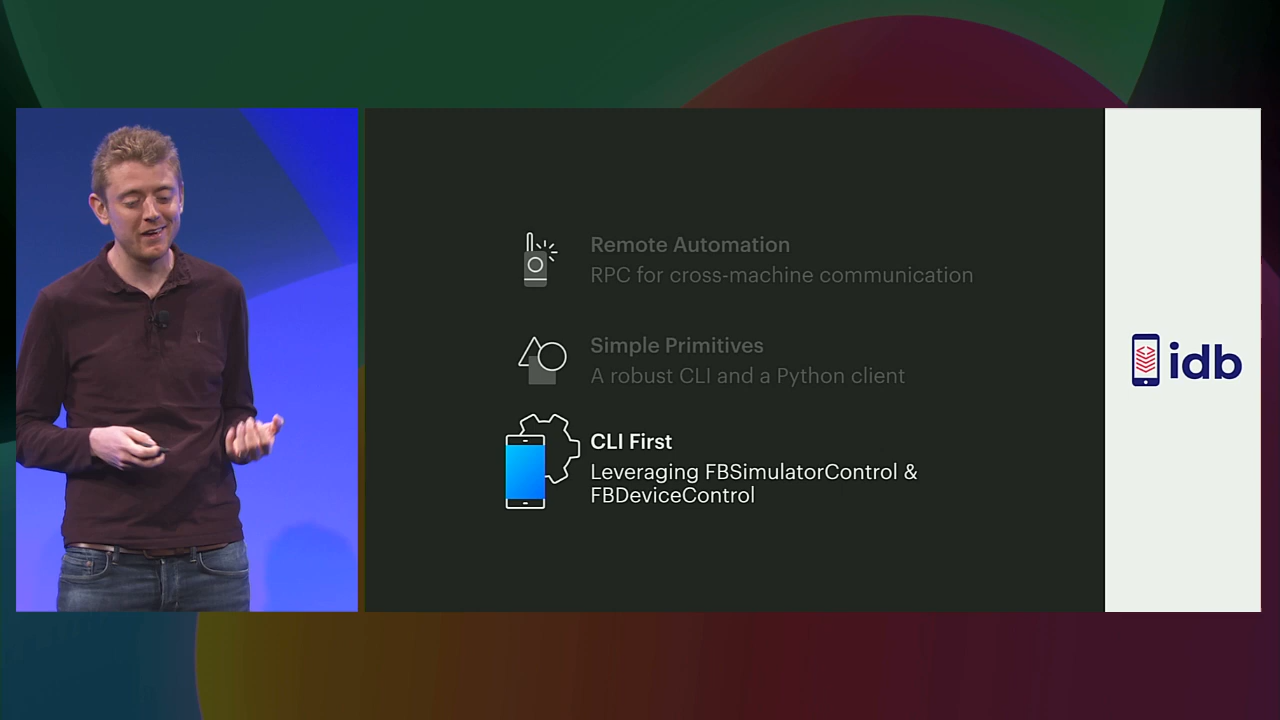 Remote Automation
RPC for cross-machine communication
Simple Primitives
A robust CLI and a Python client
CLI First
Leveraging FBSimulatorControl &
FBDeviceControl
idb